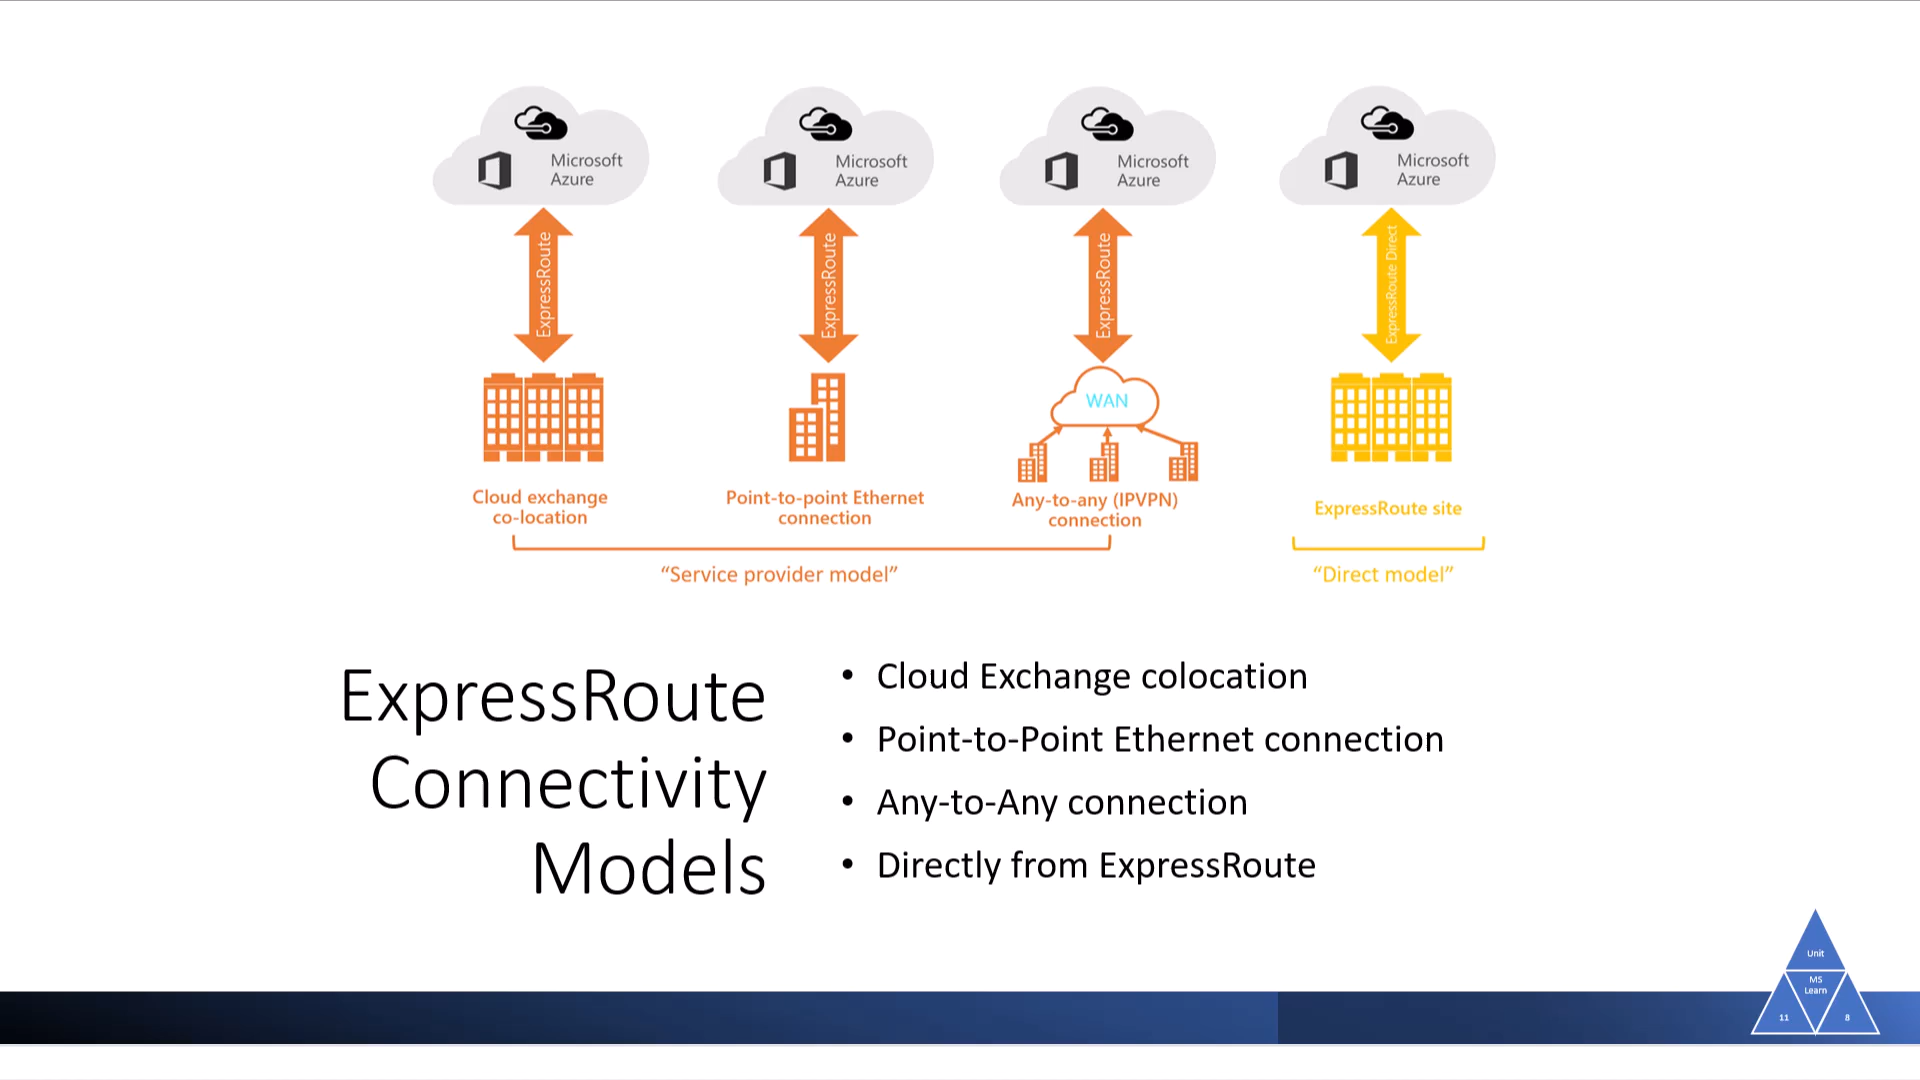 Microsoft
Azure
Microsoft
Azure
Microsoft
Azure
Microsoft
Azure
ExpressRoute
ExpressRoute
ExpressRoute
ExpressRoute Direct
WAN
Cloud exchange
co-location
Point-to-point Ethernet
connection
Any-to-any (IPVPN)
connection
ExpressRoute site
“Service provider model”
“Direct model”
ExpressRoute
Connectivity
Models
• Cloud Exchange colocation
• Point-to-Point Ethernet connection
• Any-to-Any connection
• Directly from ExpressRoute
Unit
MS
Learn
11
8